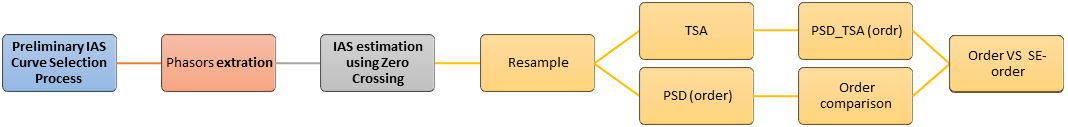 Preliminary IAS
Curve Selection
Process
Phasors extration
IAS estimation
using Zero
Crossing
Resample
TSA
PSD_TSA (ordr)
PSD (order)
Order
comparison
Order VS SE-
order